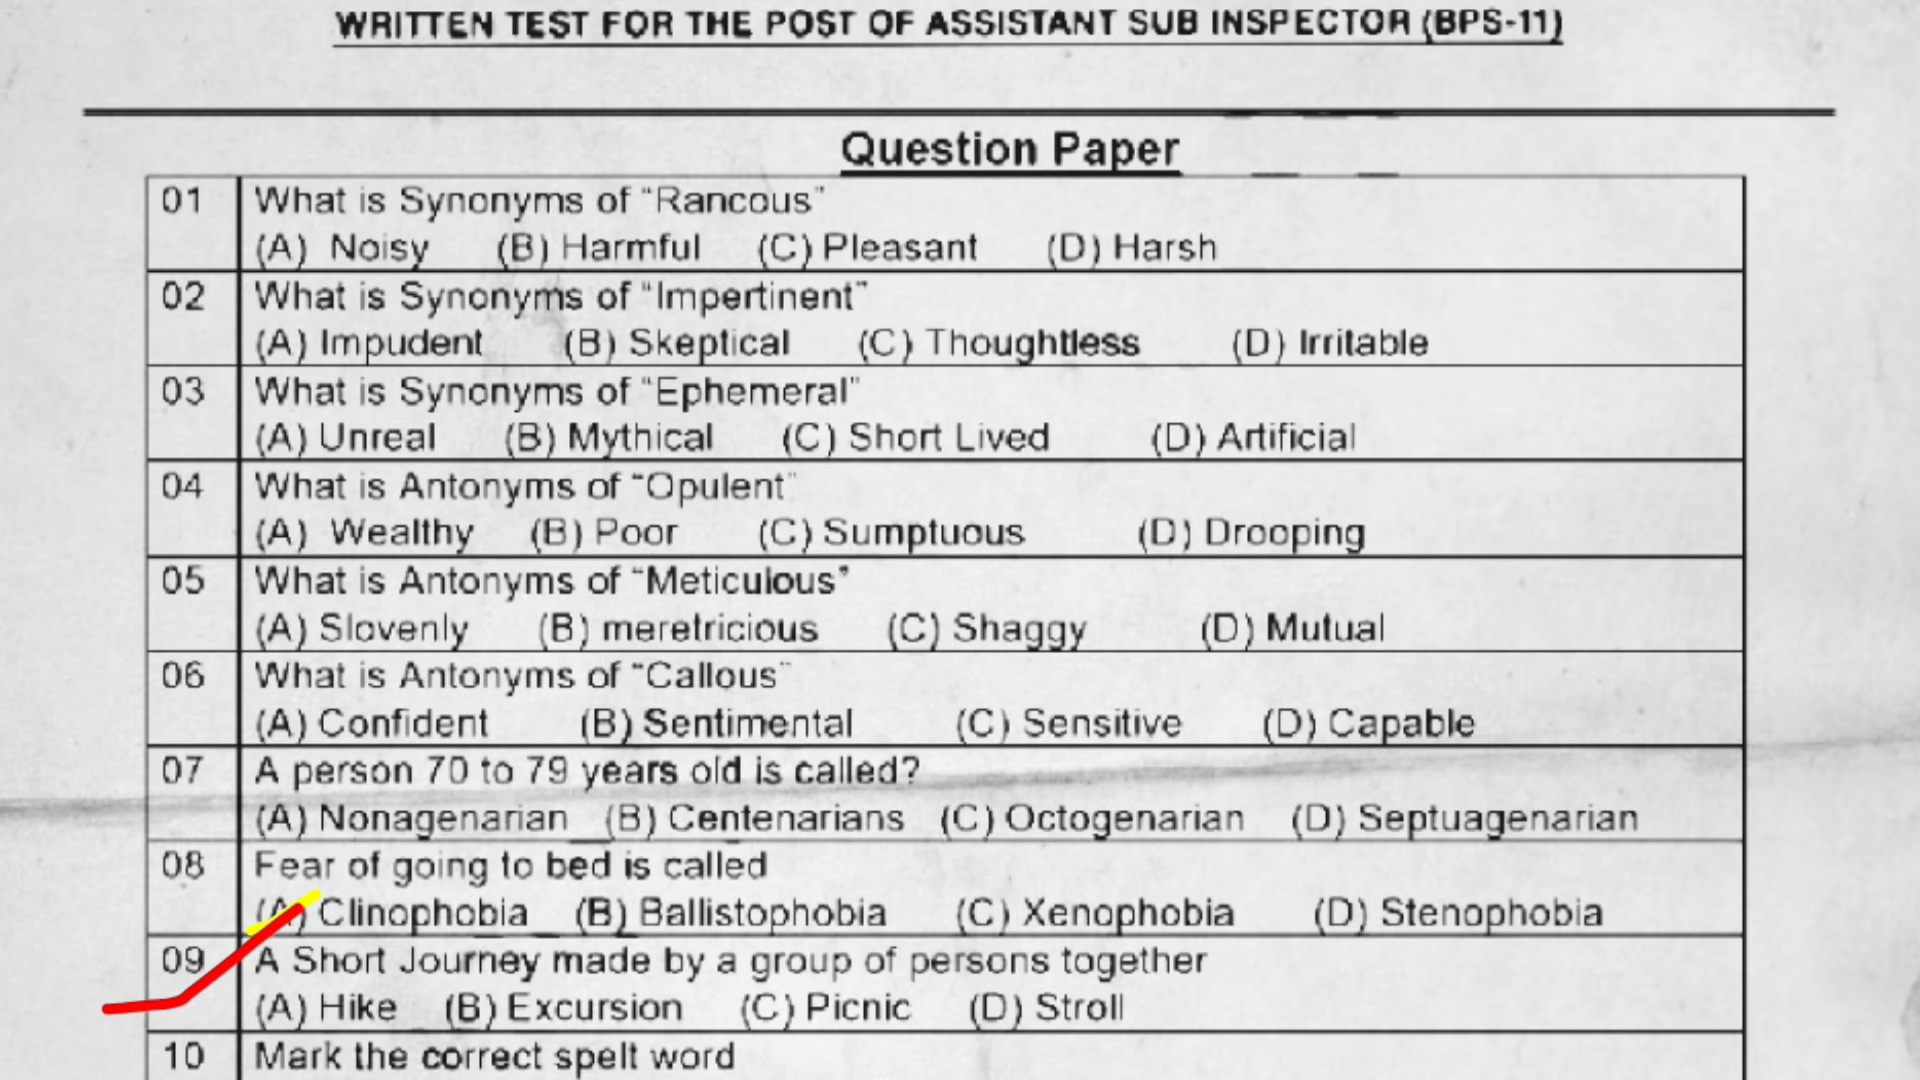 WRITTEN TEST FOR THE POST OF ASSISTANT SUB INSPECTOR (BPS-11)
Question Paper
01 What is Synonyms of "Rancous"
(A) Noisy (B) Harmful (C) Pleasant (D) Harsh
02 What is Synonyms of "Impertinent"
(A) Impudent (B) Skeptical (C) Thoughtless (D) Irritable
03 What is Synonyms of "Ephemeral"
(A) Unreal (B) Mythical (C) Short Lived (D) Artificial
04 What is Antonyms of "Opulent"
(A) Wealthy (B) Poor (C) Sumptuous (D) Drooping
05 What is Antonyms of "Meticulous"
(A) Slovenly (B) meretricious (C) Shaggy (D) Mutual
06 What is Antonyms of "Callous"
(A) Confident (B) Sentimental (C) Sensitive (D) Capable
07 A person 70 to 79 years old is called?
(A) Nonagenarian (B) Centenarians (C) Octogenarian (D) Septuagenarian
08 Fear of going to bed is called
(A) Clinophobia (B) Ballistophobia (C) Xenophobia (D) Stenophobia
09 A Short Journey made by a group of persons together
(A) Hike (B) Excursion (C) Picnic (D) Stroll
10 Mark the correct spelt word